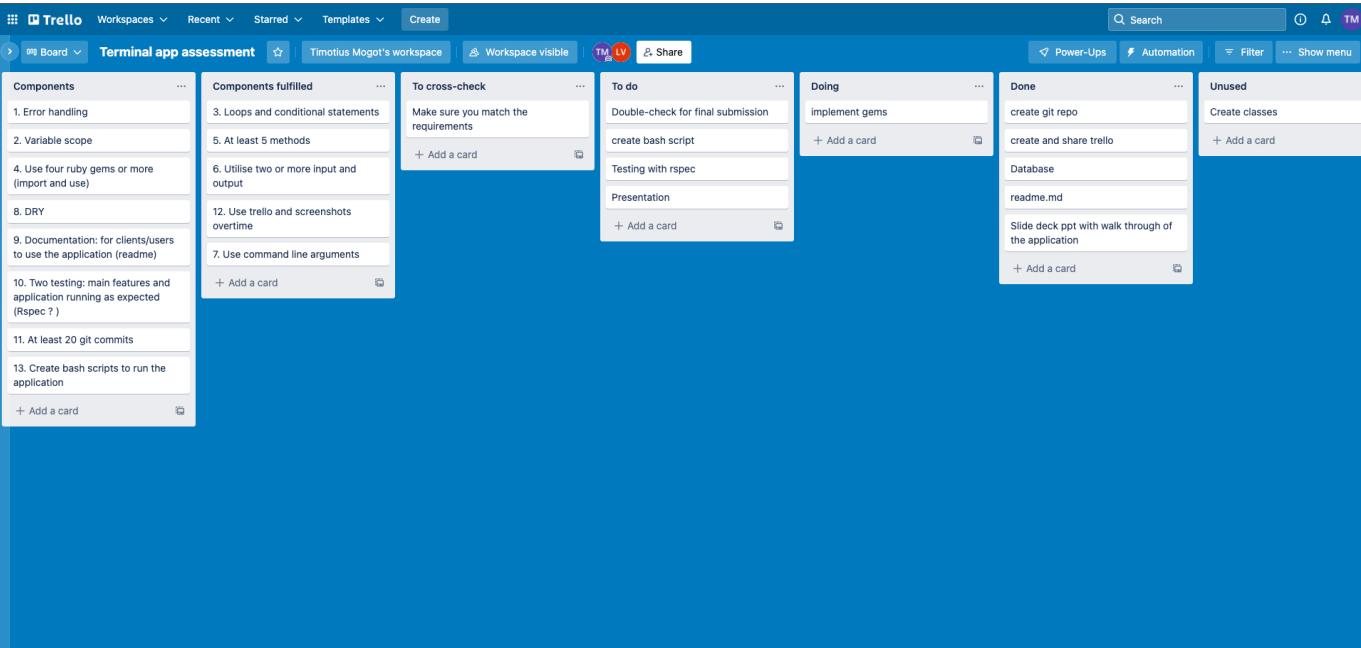 Trello Workspaces Recent Starred Templates Create Search TM
Board Terminal app assessment Timotius Mogot's workspace Workspace visible TM LV Share Power-Ups Automation Filter ··· Show menu
Components ···
1. Error handling
2. Variable scope
4. Use four ruby gems or more
(import and use)
8. DRY
9. Documentation: for clients/users
to use the application (readme)
10. Two testing: main features and
application running as expected
(Rspec ? )
11. At least 20 git commits
13. Create bash scripts to run the
application
+ Add a card
Components fulfilled ···
3. Loops and conditional statements
5. At least 5 methods
6. Utilise two or more input and
output
12. Use trello and screenshots
overtime
7. Use command line arguments
+ Add a card
To cross-check ···
Make sure you match the
requirements
+ Add a card
To do ···
Double-check for final submission
create bash script
Testing with rspec
Presentation
+ Add a card
Doing ···
implement gems
+ Add a card
Done ···
create git repo
create and share trello
Database
readme.md
Slide deck ppt with walk through of
the application
+ Add a card
Unused
Create classes
+ Add a card